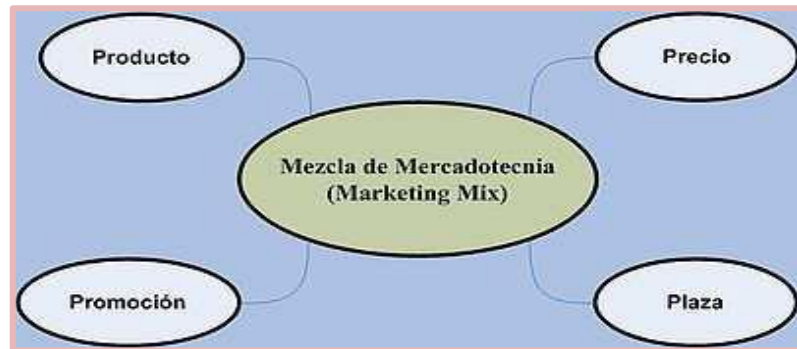 Producto
Precio
Mezcla de Mercadotecnia
(Marketing Mix)
Promoción
Plaza